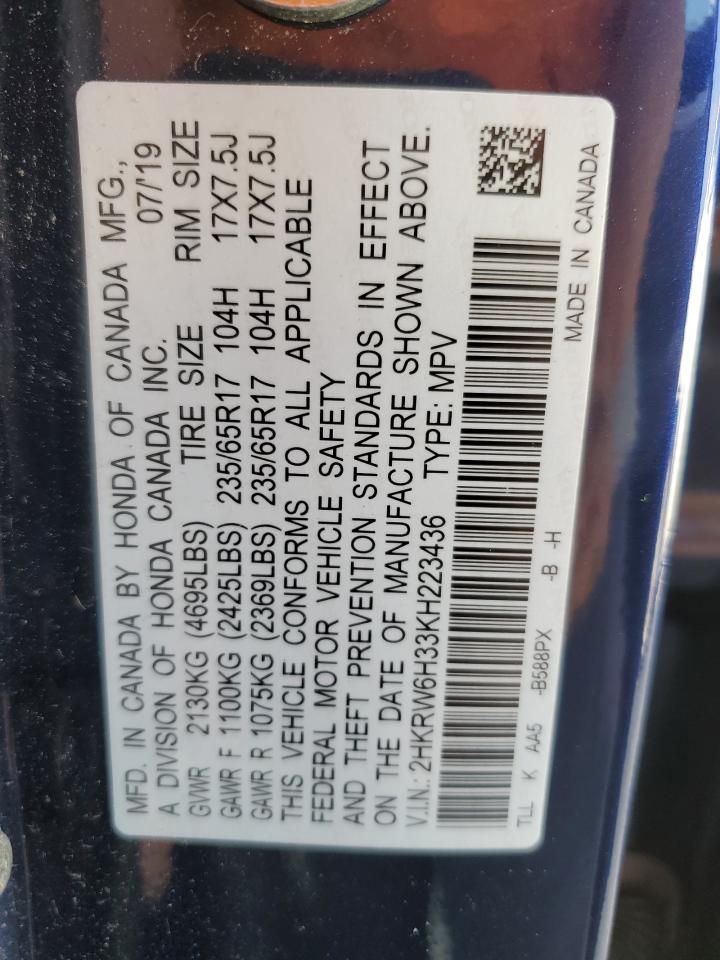 MFD. IN CANADA BY HONDA OF CANADA MFG.,
A DIVISION OF HONDA CANADA INC. 07/'19
GVWR 2130KG (4695LBS) TIRE SIZE RIM SIZE
GAWR F 1100KG (2425LBS) 235/65R17 104H 17X7.5J
GAWR R 1075KG (2369LBS) 235/65R17 104H 17X7.5J
THIS VEHICLE CONFORMS TO ALL APPLICABLE
FEDERAL MOTOR VEHICLE SAFETY
AND THEFT PREVENTION STANDARDS IN EFFECT
ON THE DATE OF MANUFACTURE SHOWN ABOVE.
V.I.N.: 2HKRW6H33KH223436 TYPE: MPV
TLL K AA5 -B588PX -B -H
MADE IN CANADA